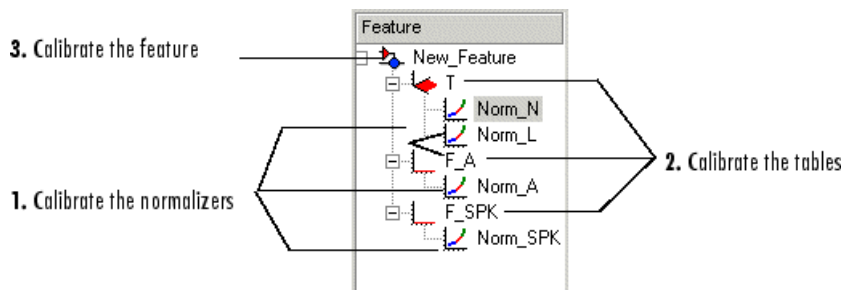 Feature
3. Calibrate the feature
New_Feature
T
Norm_N
Norm_L
F_A
2. Calibrate the tables
Norm_A
1. Calibrate the normalizers
F_SPK
Norm_SPK